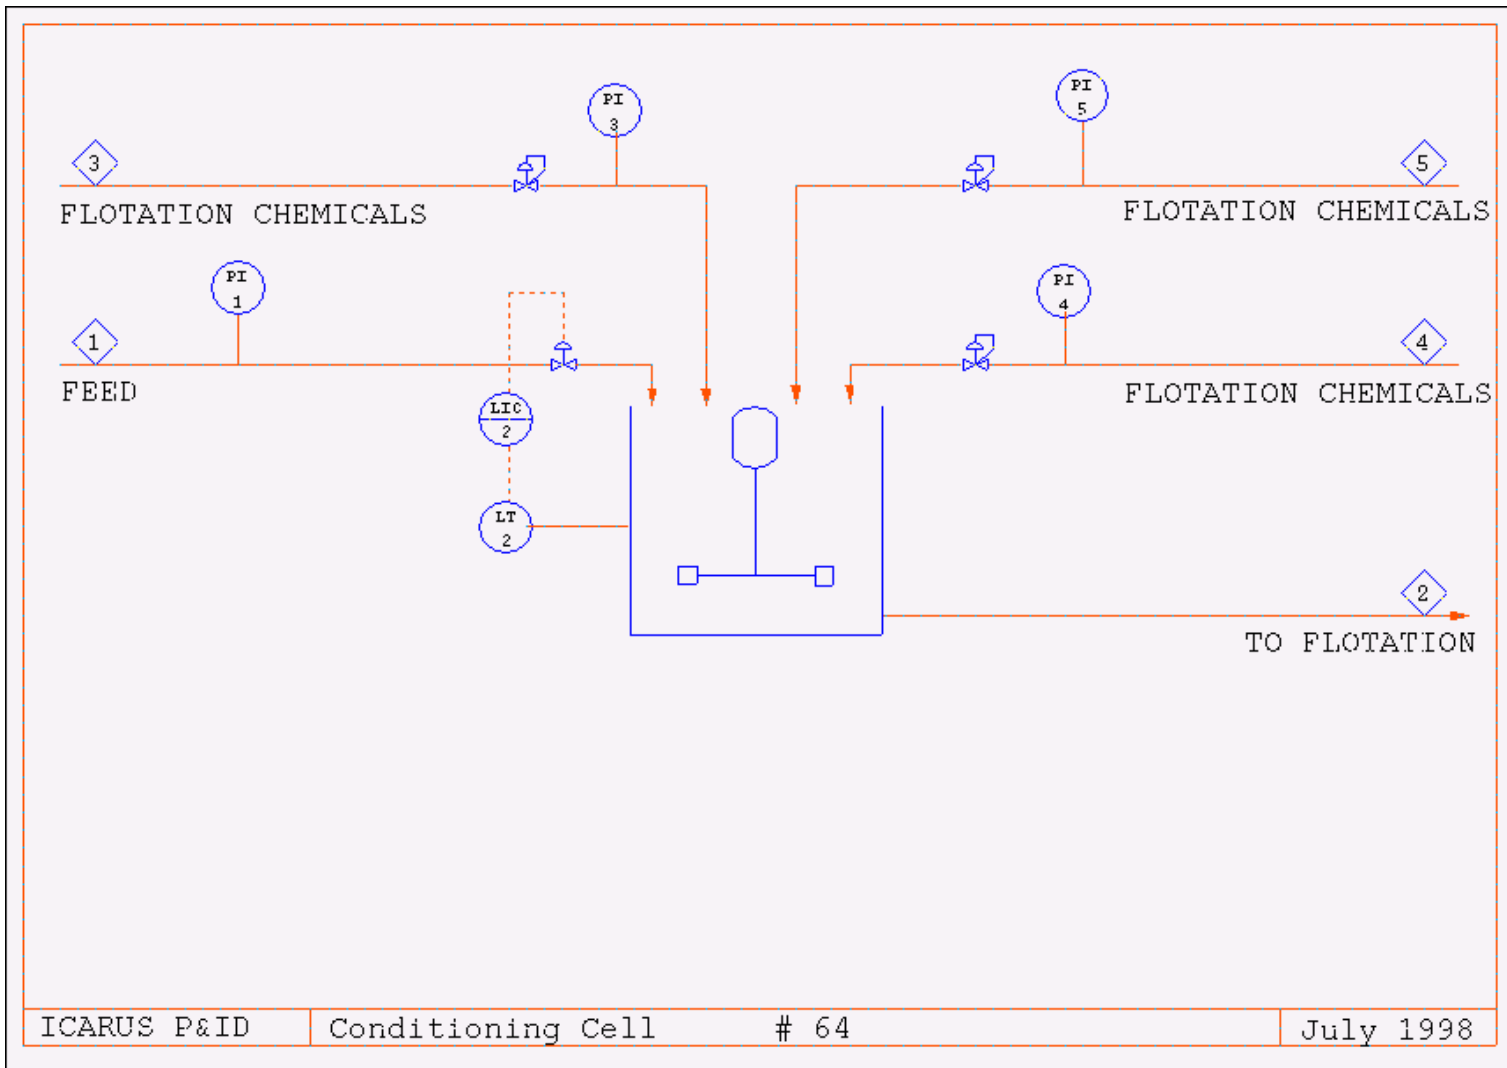 PI
3
PI
5
3
5
FLOTATION CHEMICALS
FLOTATION CHEMICALS
PI
1
PI
4
1
4
FEED
FLOTATION CHEMICALS
LIC
2
LT
2
2
TO FLOTATION
ICARUS P&ID
Conditioning Cell # 64
July 1998